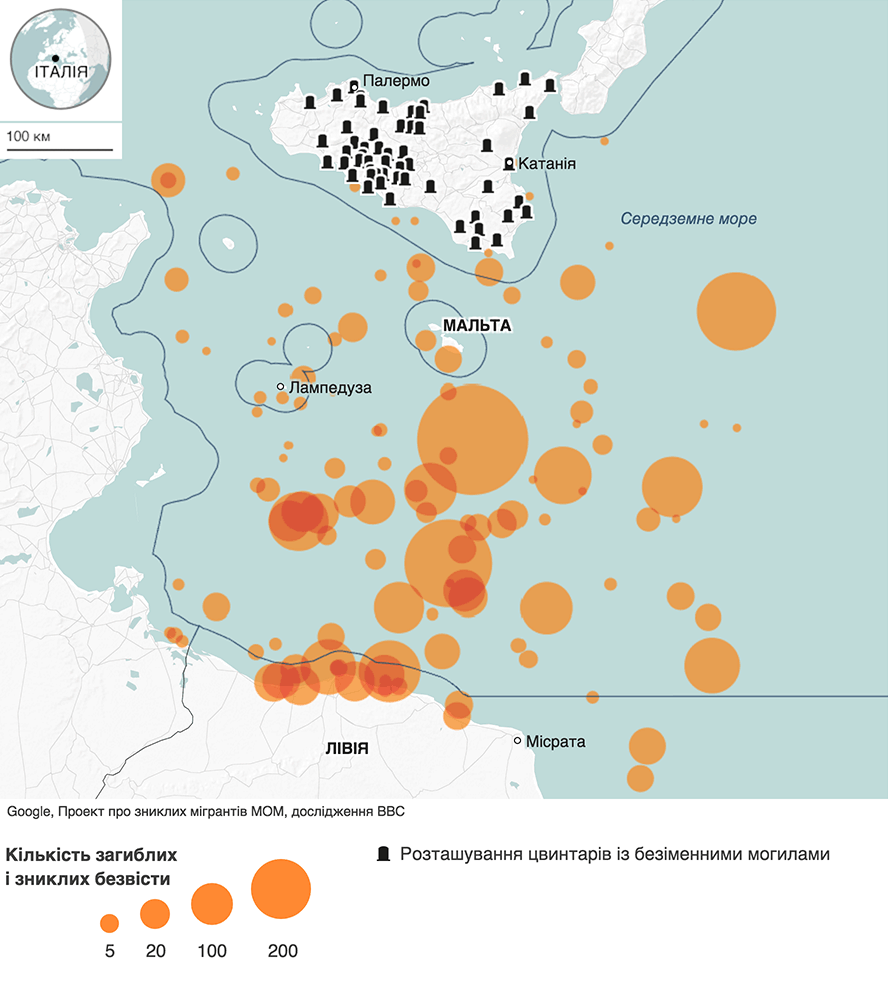 ІТАЛІЯ
100 км
Палермо
Катанія
Середземне море
МАЛЬТА
Лампедуза
ЛІВІЯ
Місрата
Google, Проект про зниклих мігрантів МОМ, дослідження BBC
Кількість загиблих
і зниклих безвісти
5 20 100 200
Розташування цвинтарів із безіменними могилами